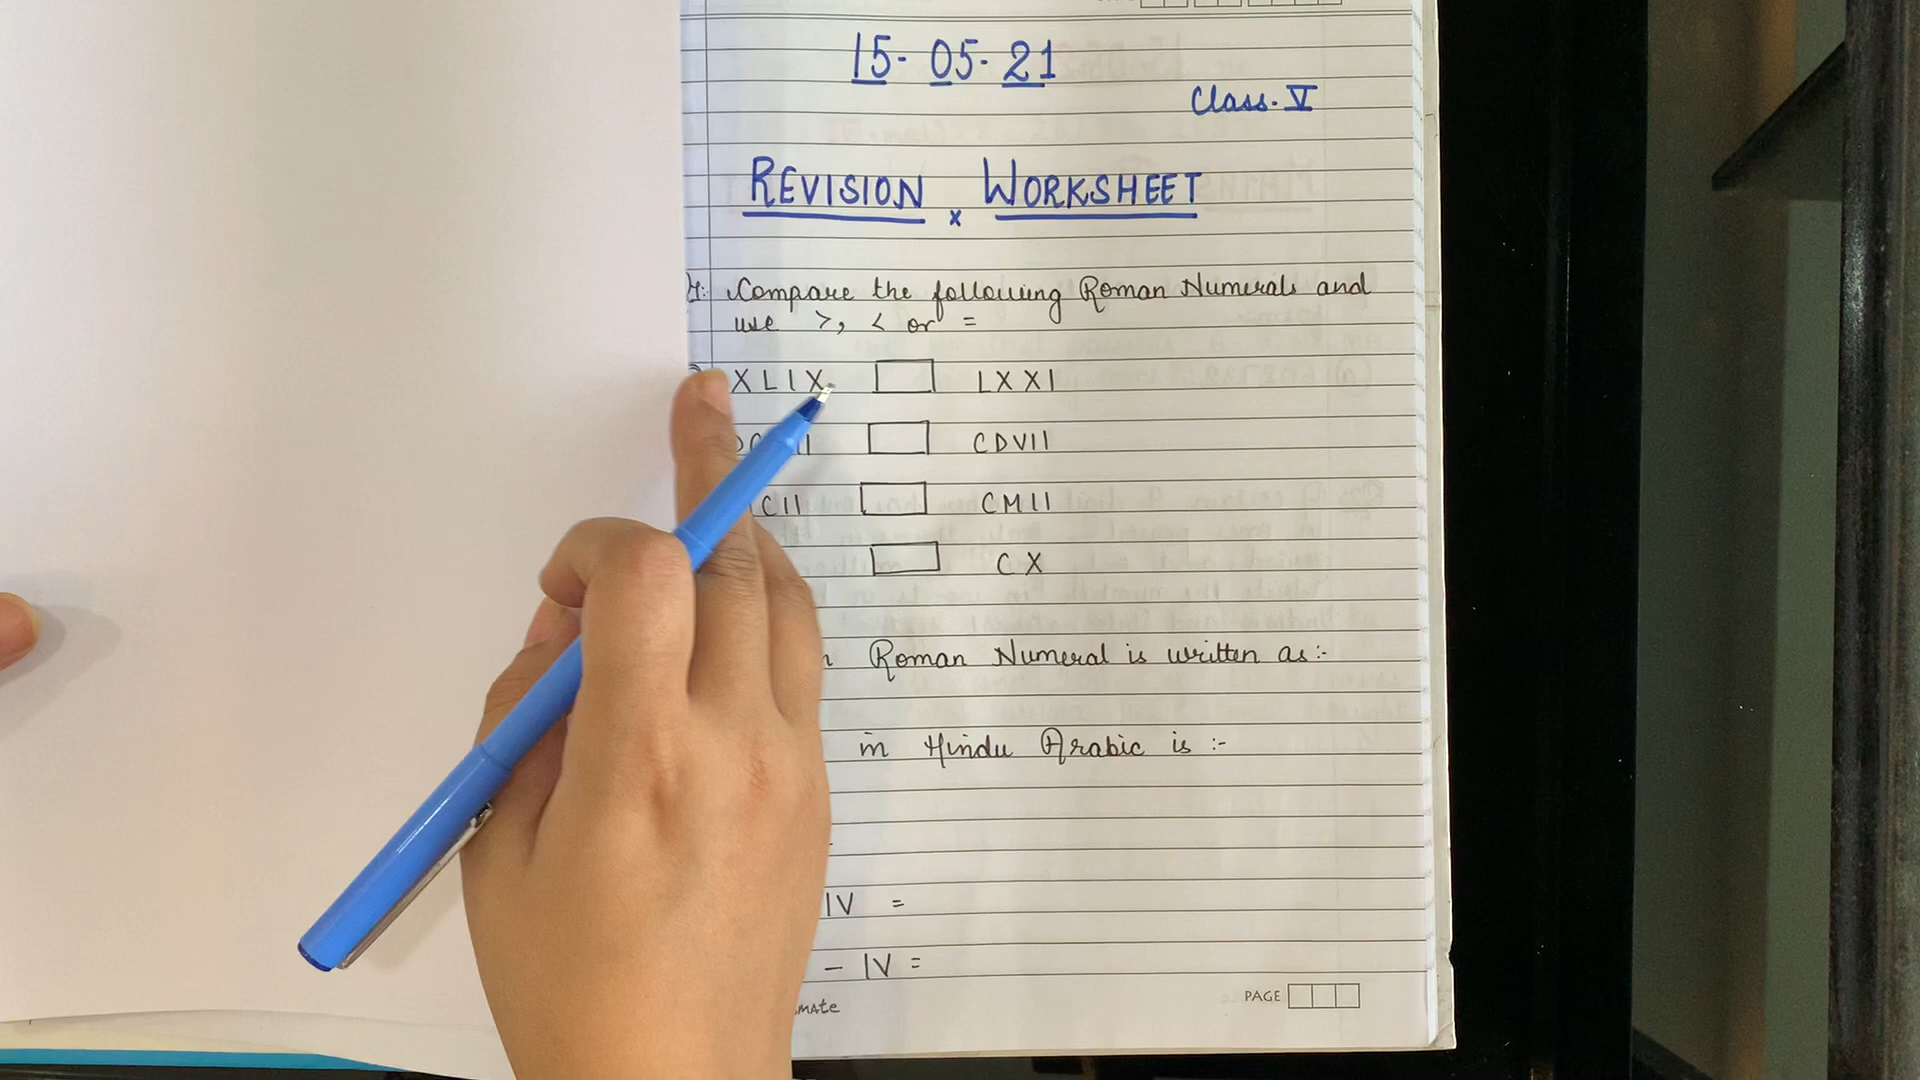 15-05-21
Class-V
REVISION x WORKSHEET
Compare the following Roman Numerals and
use >, < or =
XLIX LXXI
CDVII
CII CMII
CX
Roman Numeral is written as:-
in Hindu Arabic is :-
IV =
- IV =
PAGE